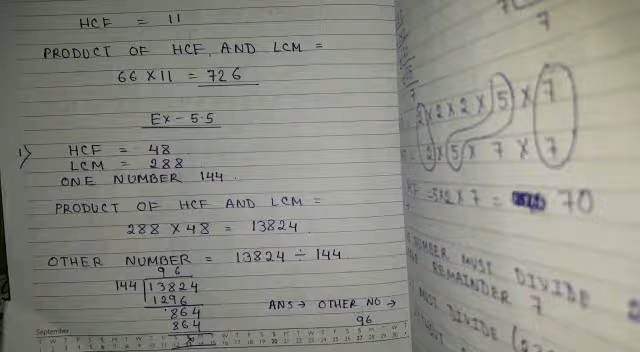 HCF = 11
PRODUCT OF HCF AND LCM =
66 X 11 = 726
EX - 5.5
1)
HCF = 48
LCM = 288
ONE NUMBER 144.
PRODUCT OF HCF AND LCM =
288 X 48 = 13824
OTHER NUMBER = 13824 ÷ 144
96
144 13824
1296
864
864
ANS → OTHER NO →
96
September
7
2 X 2 X 2 X 5 X 7
2 X 5 X 7 X 7
5X2 X 7 = 70
NUMBER MUST DIVIDE
REMAINDER 7
MUST DIVIDE